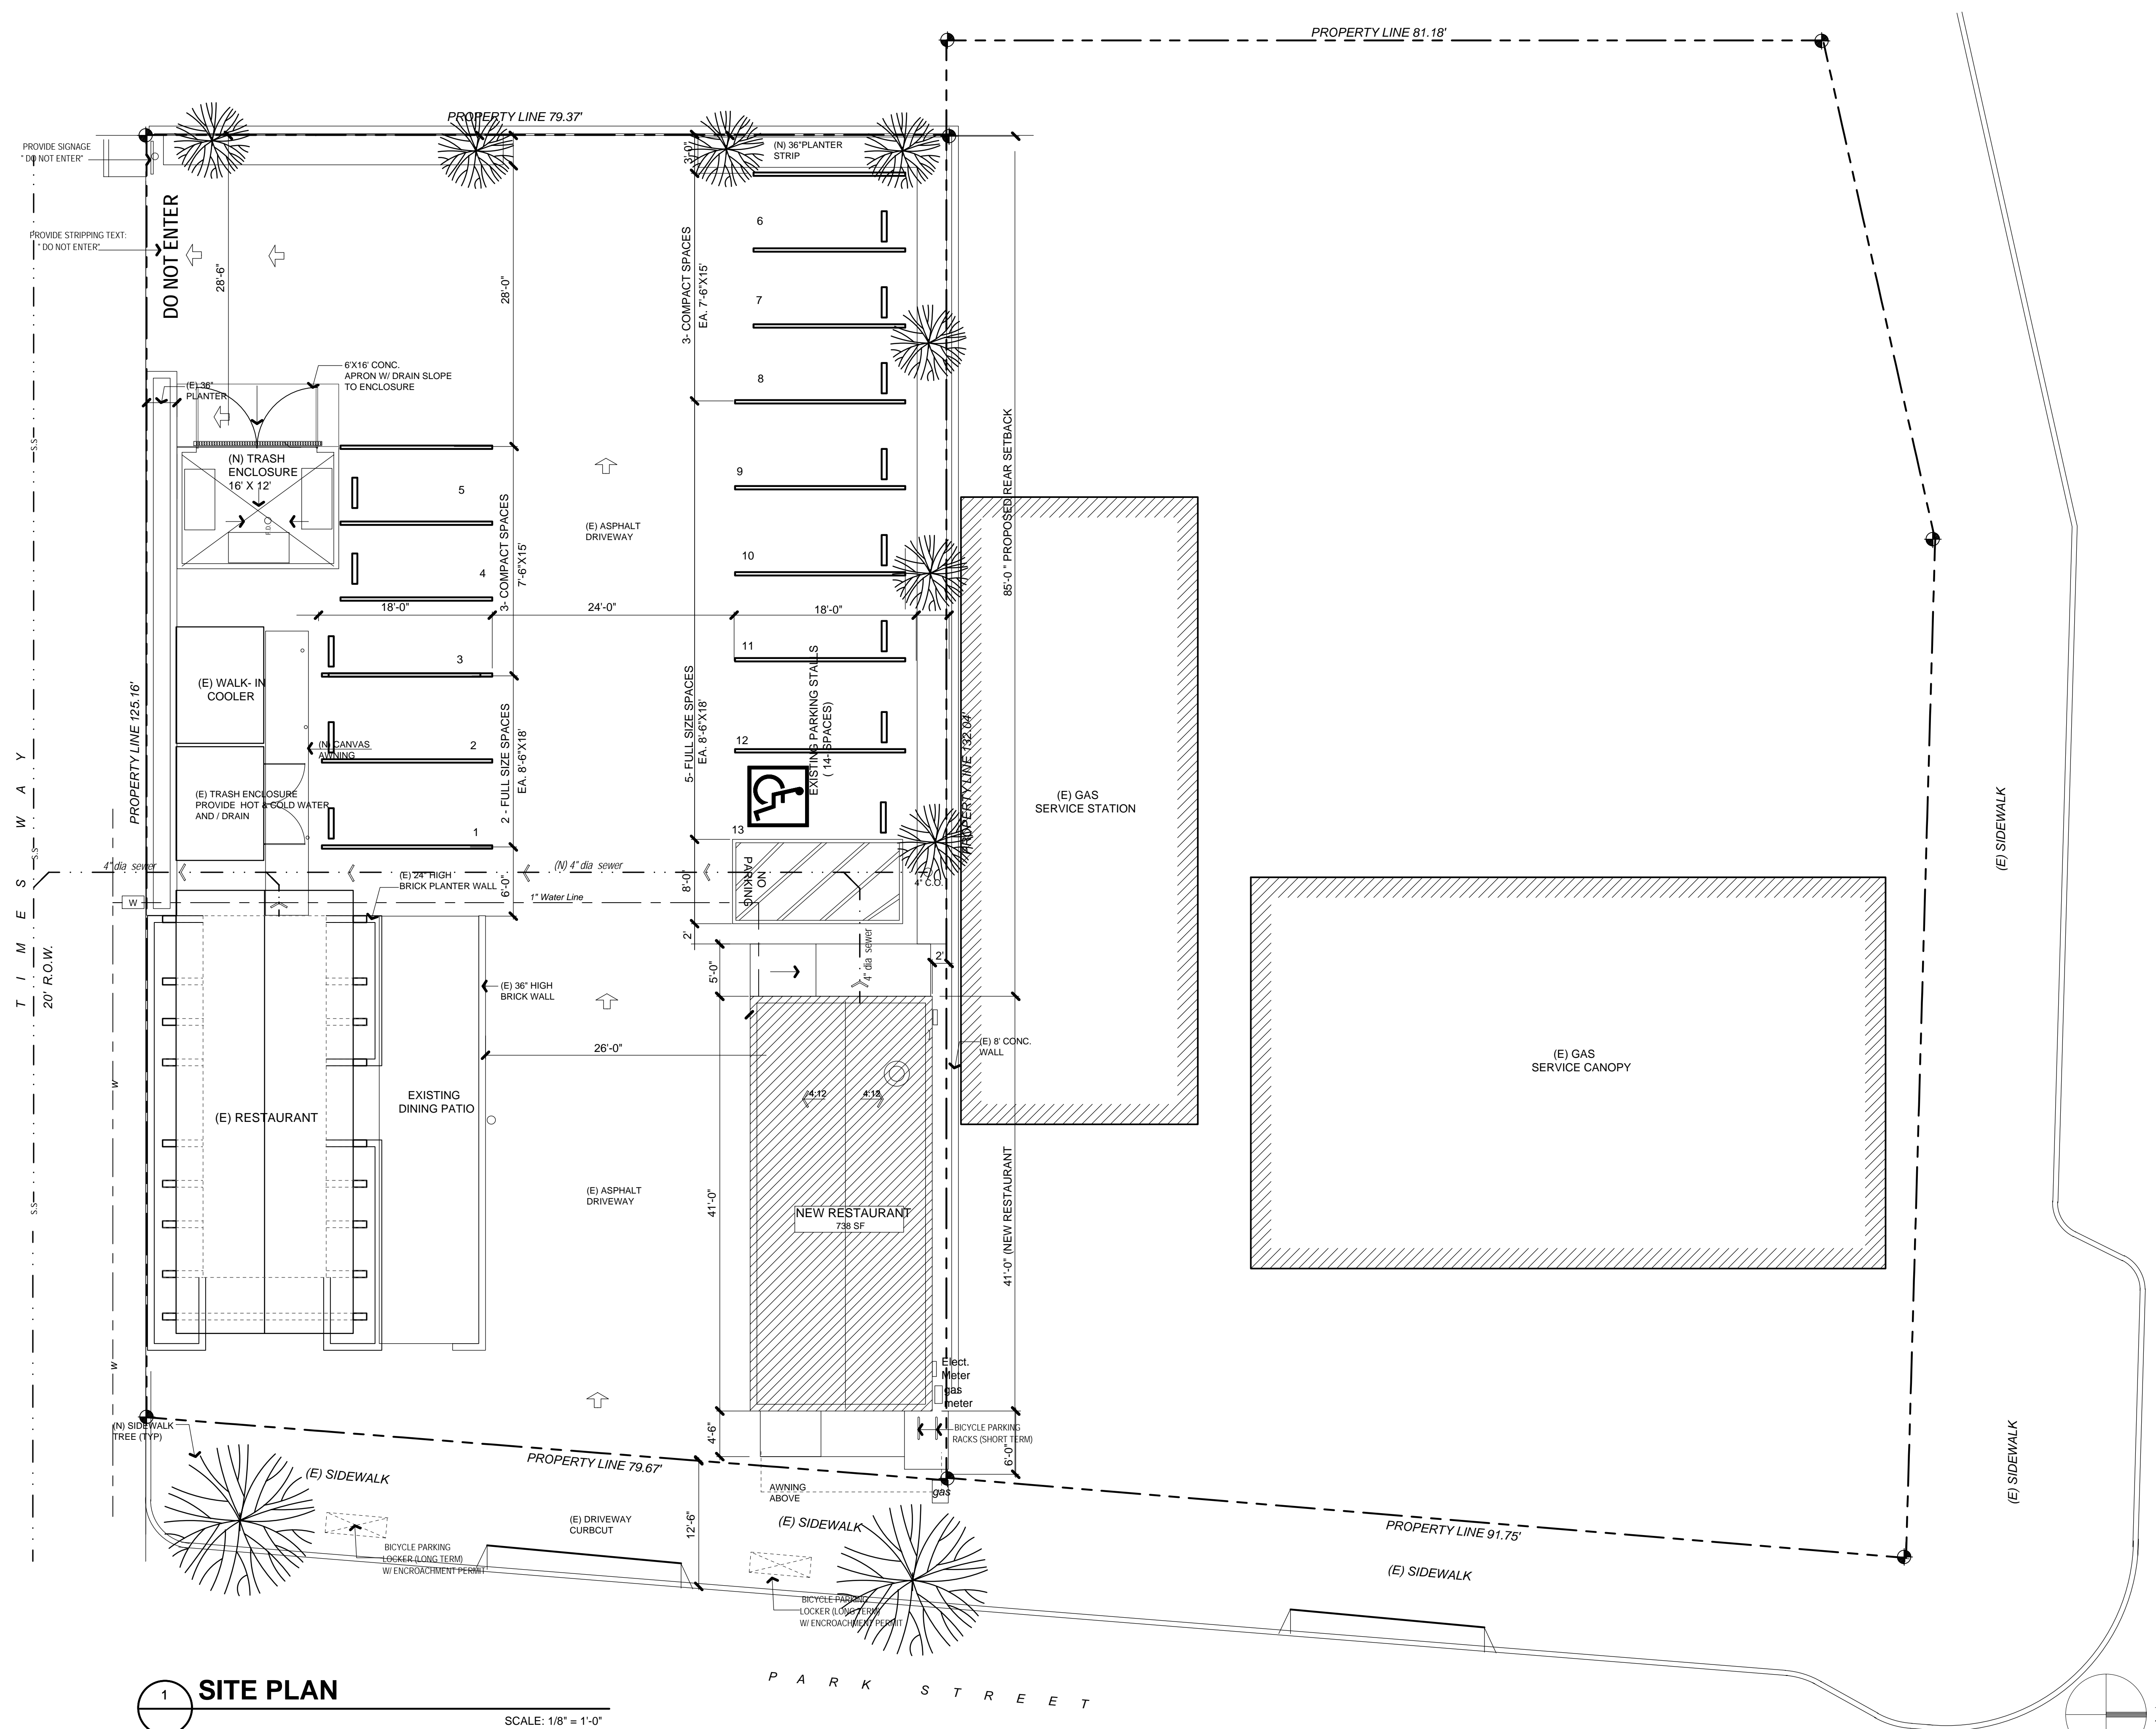 PROPERTY LINE 81.18'
PROPERTY LINE 79.37'
PROVIDE SIGNAGE
" DO NOT ENTER"
PROVIDE STRIPPING TEXT:
" DO NOT ENTER"
DO NOT ENTER
28'-6"
28'-0"
3'-0"
(N) 36"PLANTER
STRIP
3- COMPACT SPACES
EA. 7'-6"X15'
6
7
8
9
10
11
12
13
6'X16' CONC.
APRON W/ DRAIN SLOPE
TO ENCLOSURE
(E) 36"
PLANTER
(N) TRASH
ENCLOSURE
16' X 12'
F.D.
5
4
3
2
1
3- COMPACT SPACES
7'-6"X15'
(E) ASPHALT
DRIVEWAY
18'-0"
24'-0"
18'-0"
85'-0 " PROPOSED REAR SETBACK
S.S
PROPERTY LINE 125.16'
(E) WALK- IN
COOLER
(N) CANVAS
AWNING
(E) TRASH ENCLOSURE
PROVIDE HOT & COLD WATER
AND / DRAIN
2 - FULL SIZE SPACES
EA. 8'-6"X18'
5- FULL SIZE SPACES
EA. 8'-6"X18'
EXISTING PARKING STALLS
( 14- SPACES)
PROPERTY LINE 132.04'
(E) GAS
SERVICE STATION
(E) SIDEWALK
TIMES WAY
20' R.O.W.
S.S
4" dia sewer
(N) 4" dia sewer
(E) 24" HIGH
BRICK PLANTER WALL
6'-0"
1" Water Line
W
8'-0"
NO
PARKING
4" C.O.
2'
4" dia sewer
2'
5'-0"
(E) 36" HIGH
BRICK WALL
26'-0"
(E) 8' CONC.
WALL
4:12
4:12
(E) GAS
SERVICE CANOPY
EXISTING
DINING PATIO
(E) RESTAURANT
W
S.S
(E) ASPHALT
DRIVEWAY
41'-0"
NEW RESTAURANT
738 SF
41'-0" (NEW RESTAURANT
Elect.
Meter
gas
meter
W
(N) SIDEWALK
TREE (TYP)
4'-6"
BICYCLE PARKING
RACKS (SHORT TERM)
6'-0"
(E) SIDEWALK
PROPERTY LINE 79.67'
(E) SIDEWALK
AWNING
ABOVE
gas
12'-6"
(E) DRIVEWAY
CURBCUT
(E) SIDEWALK
PROPERTY LINE 91.75'
(E) SIDEWALK
BICYCLE PARKING
LOCKER (LONG TERM)
W/ ENCROACHMENT PERMIT
BICYCLE PARKING
LOCKER (LONG TERM)
W/ ENCROACHMENT PERMIT
PARK STREET
1
SITE PLAN
SCALE: 1/8" = 1'-0"